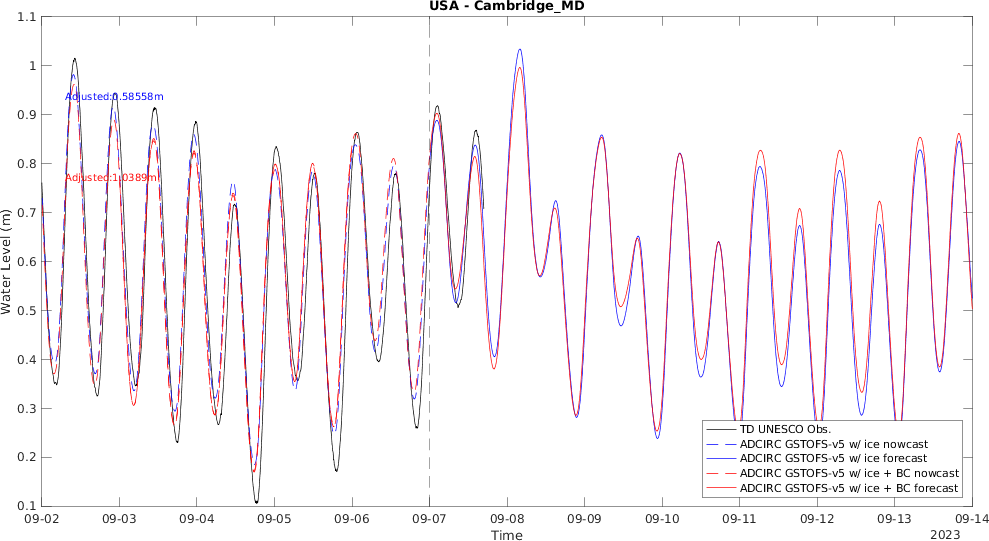 USA - Cambridge_MD
1.1
1
0.9
0.8
0.7
0.6
0.5
0.4
0.3
0.2
0.1
Water Level (m)
Adjusted:0.58558m
Adjusted:1.0389m
TD UNESCO Obs.
ADCIRC GSTOFS-v5 w/ ice nowcast
ADCIRC GSTOFS-v5 w/ ice forecast
ADCIRC GSTOFS-v5 w/ ice + BC nowcast
ADCIRC GSTOFS-v5 w/ ice + BC forecast
09-02 09-03 09-04 09-05 09-06 09-07 09-08 09-09 09-10 09-11 09-12 09-13 09-14
Time
2023